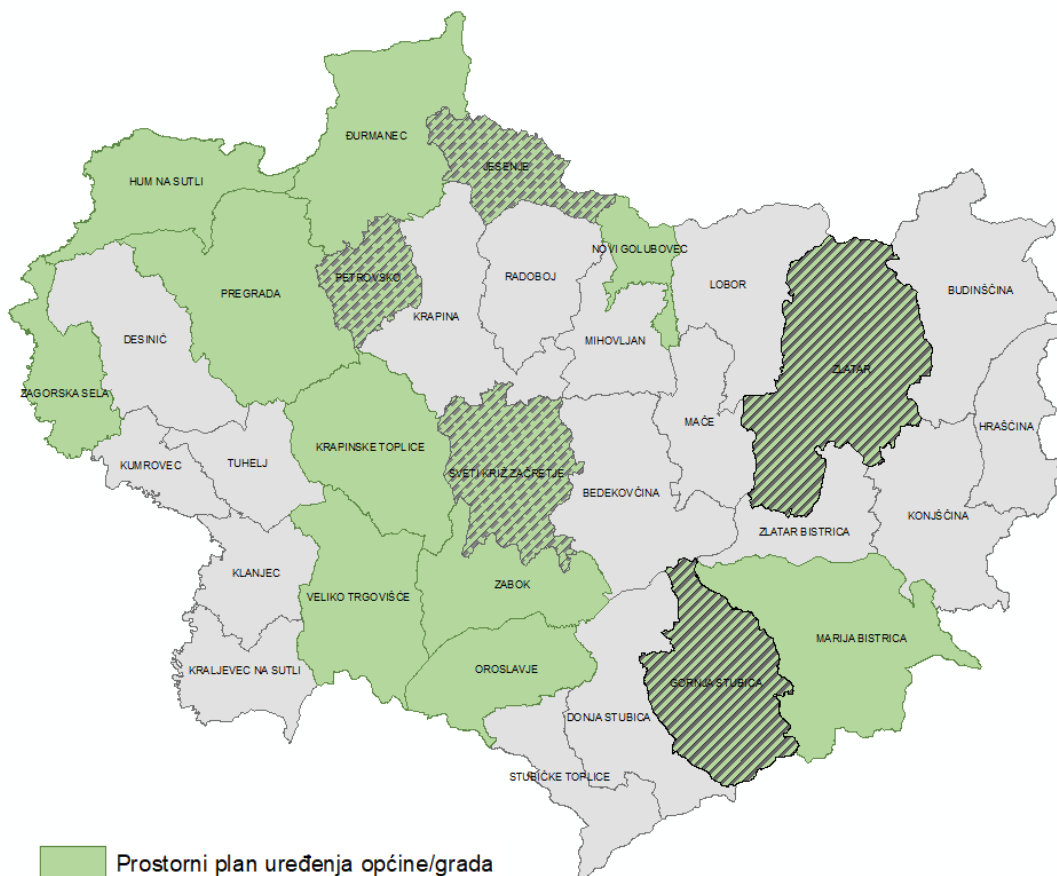 ĐURMANEC
JESENJE
HUM NA SUTLI
NOVI GOLUBOVEC
PETROVSKO
RADOBOJ
LOBOR
BUDINŠČINA
PREGRADA
KRAPINA
DESINIĆ
MIHOVLJAN
ZLATAR
ZAGORSKA SELA
MAČE
HRAŠĆINA
KRAPINSKE TOPLICE
KUMROVEC
TUHELJ
SVETI KRIŽ ZAČRETJE
BEDEKOVČINA
KONJŠČINA
ZLATAR BISTRICA
KLANJEC
ZABOK
VELIKO TRGOVIŠĆE
MARIJA BISTRICA
KRALJEVEC NA SUTLI
OROSLAVJE
GORNJA STUBICA
DONJA STUBICA
STUBIČKE TOPLICE
Prostorni plan uređenja općine/grada